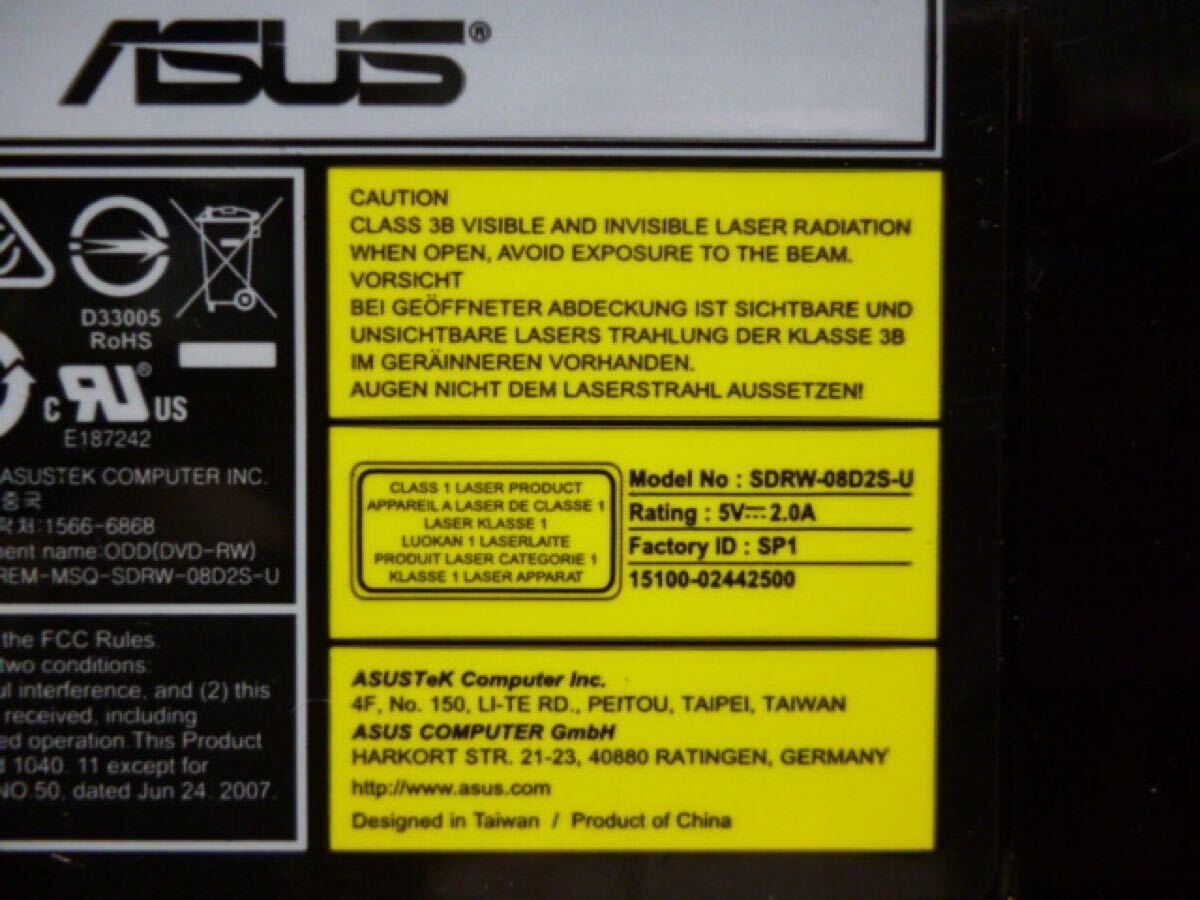 ASUS®
D33005
RoHS
c RU® US
E187242
ASUSTEK COMPUTER INC.
중국
처:1566-6868
ment name:ODD(DVD-RW)
REM-MSQ-SDRW-08D2S-U
the FCC Rules.
two conditions:
ul interference, and (2) this
received, including
ed operation.This Product
1040. 11 except for
NO.50, dated Jun 24, 2007.
CAUTION
CLASS 3B VISIBLE AND INVISIBLE LASER RADIATION
WHEN OPEN, AVOID EXPOSURE TO THE BEAM.
VORSICHT
BEI GEÖFFNETER ABDECKUNG IST SICHTBARE UND
UNSICHTBARE LASERS TRAHLUNG DER KLASSE 3B
IM GERÄINNEREN VORHANDEN.
AUGEN NICHT DEM LASERSTRAHL AUSSETZEN!
CLASS 1 LASER PRODUCT
APPAREIL A LASER DE CLASSE 1
LASER KLASSE 1
LUOKAN 1 LASERLAITE
PRODUIT LASER CATEGORIE 1
KLASSE 1 LASER APPARAT
Model No : SDRW-08D2S-U
Rating : 5V⎓2.0A
Factory ID : SP1
15100-02442500
ASUSTeK Computer Inc.
4F, No. 150, LI-TE RD., PEITOU, TAIPEI, TAIWAN
ASUS COMPUTER GmbH
HARKORT STR. 21-23, 40880 RATINGEN, GERMANY
http://www.asus.com
Designed in Taiwan / Product of China